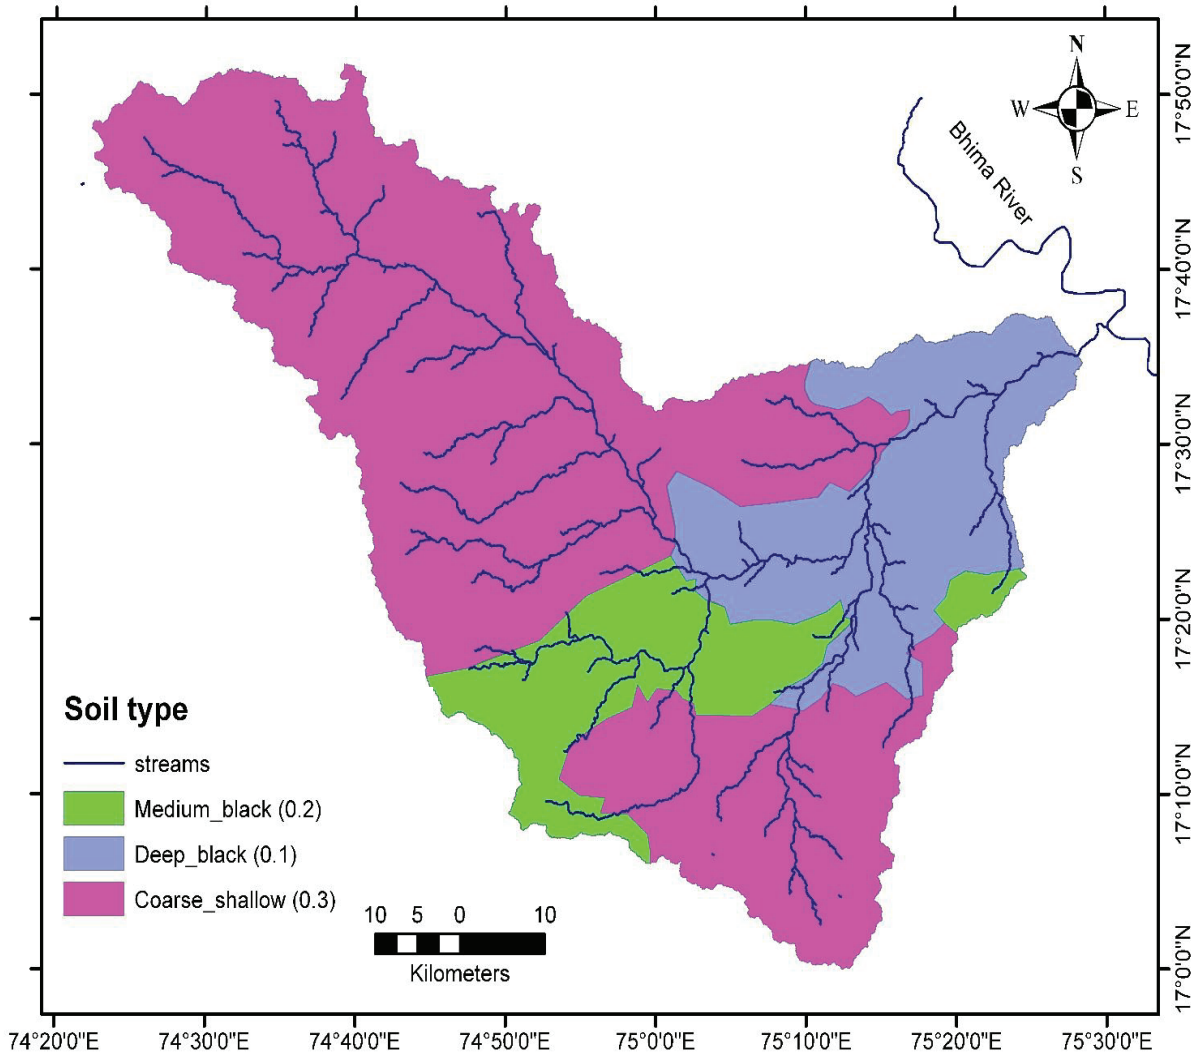 N
W E
S
Bhima River
17°50'0"N
17°40'0"N
17°30'0"N
17°20'0"N
17°10'0"N
17°0'0"N
Soil type
streams
Medium_black (0.2)
Deep_black (0.1)
Coarse_shallow (0.3)
10 5 0 10
Kilometers
74°20'0"E 74°30'0"E 74°40'0"E 74°50'0"E 75°0'0"E 75°10'0"E 75°20'0"E 75°30'0"E